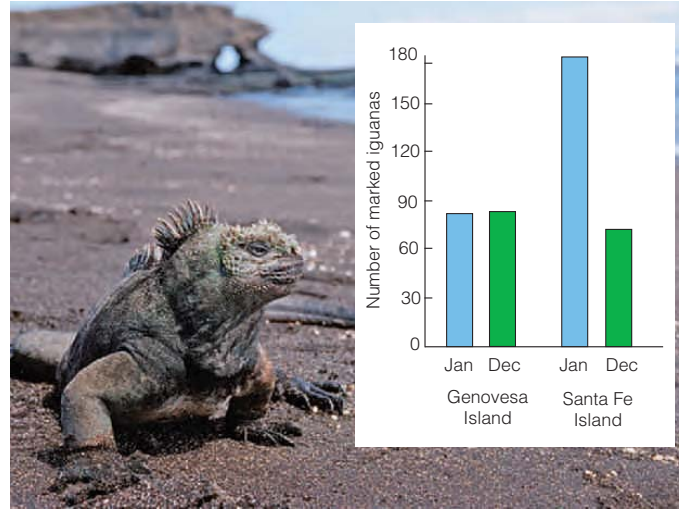 Number of marked iguanas
180
150
120
90
60
30
0
Jan Dec Jan Dec
Genovesa Island
Santa Fe Island